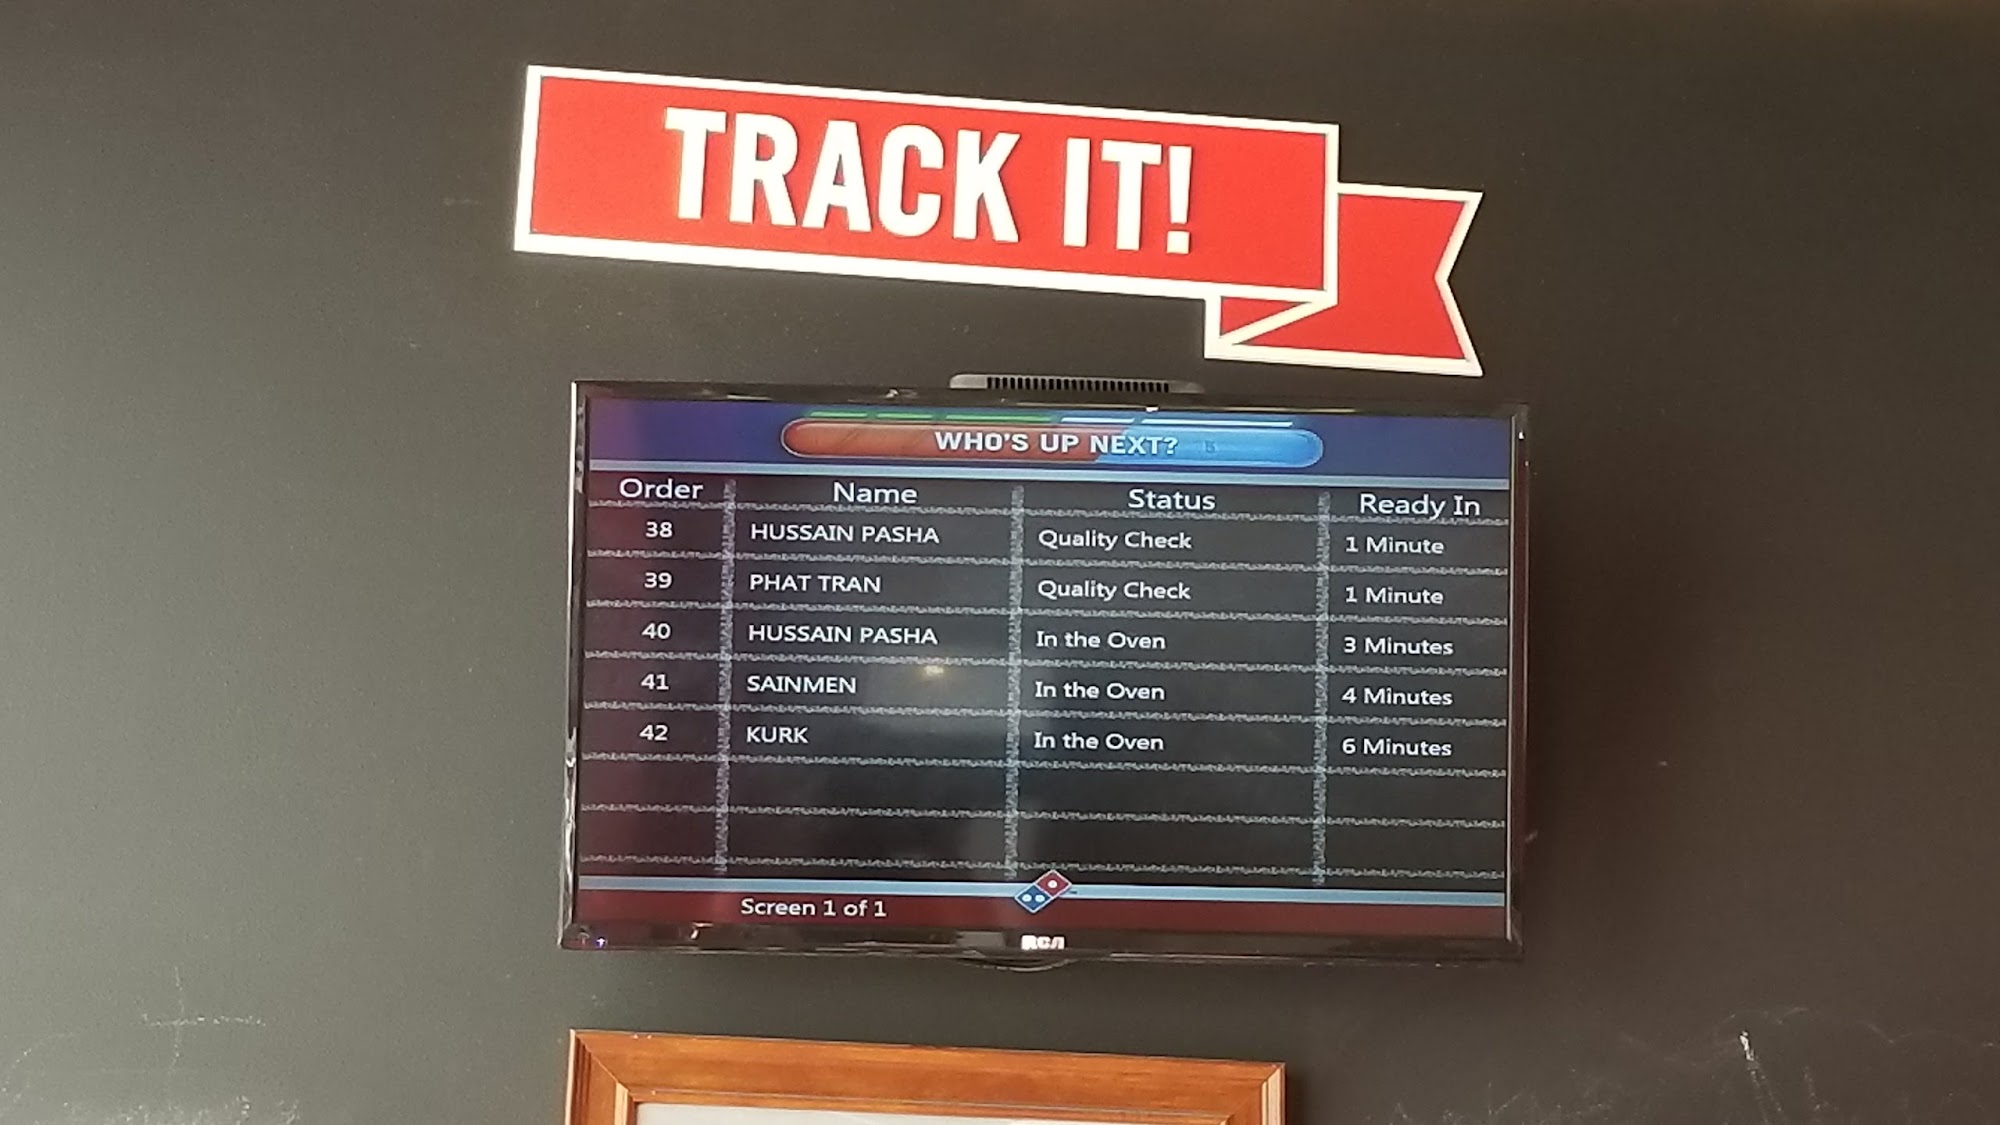 TRACK IT!
WHO'S UP NEXT?
Order Name Status Ready In
38 HUSSAIN PASHA Quality Check 1 Minute
39 PHAT TRAN Quality Check 1 Minute
40 HUSSAIN PASHA In the Oven 3 Minutes
41 SAINMEN In the Oven 4 Minutes
42 KURK In the Oven 6 Minutes
Screen 1 of 1
RCA